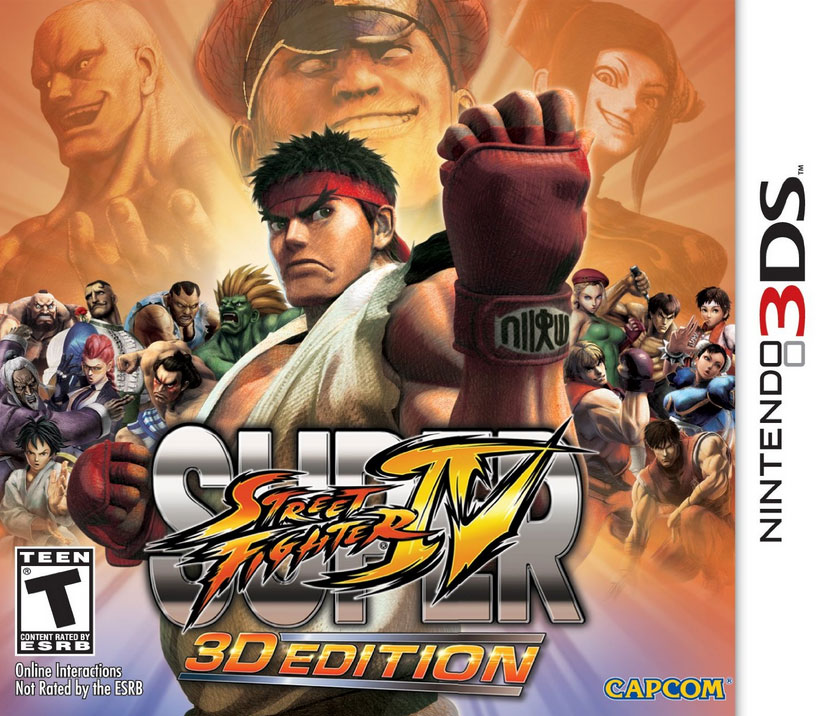 NINTENDO 3DS™
SUPER
STREET
FIGHTER IV
3D EDITION
TEEN
T
®
CONTENT RATED BY
ESRB
Online Interactions
Not Rated by the ESRB
CAPCOM®